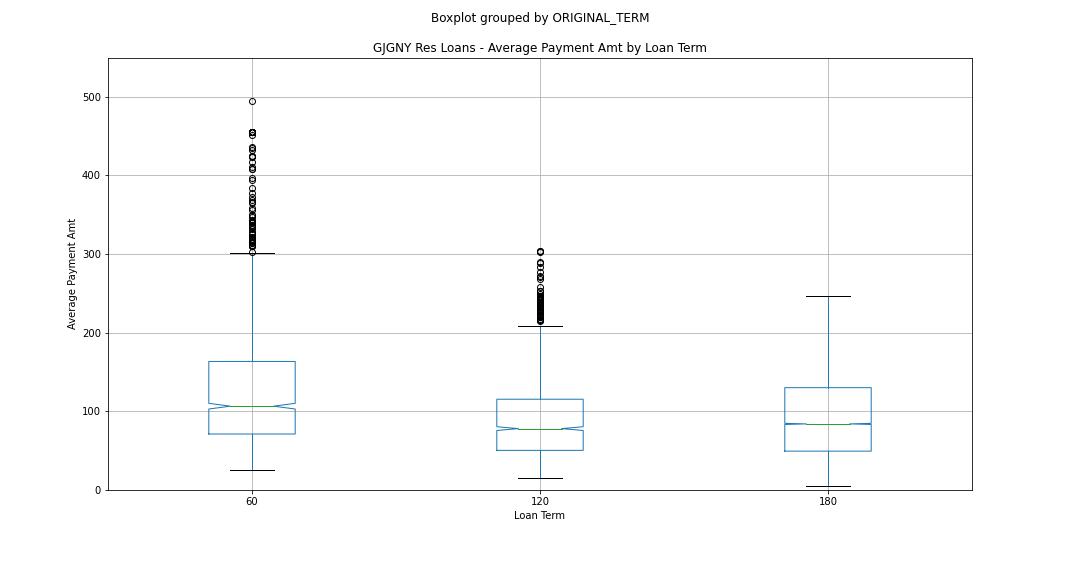 Boxplot grouped by ORIGINAL_TERM
GJGNY Res Loans - Average Payment Amt by Loan Term
500
400
300
200
100
0
Average Payment Amt
60
120
180
Loan Term